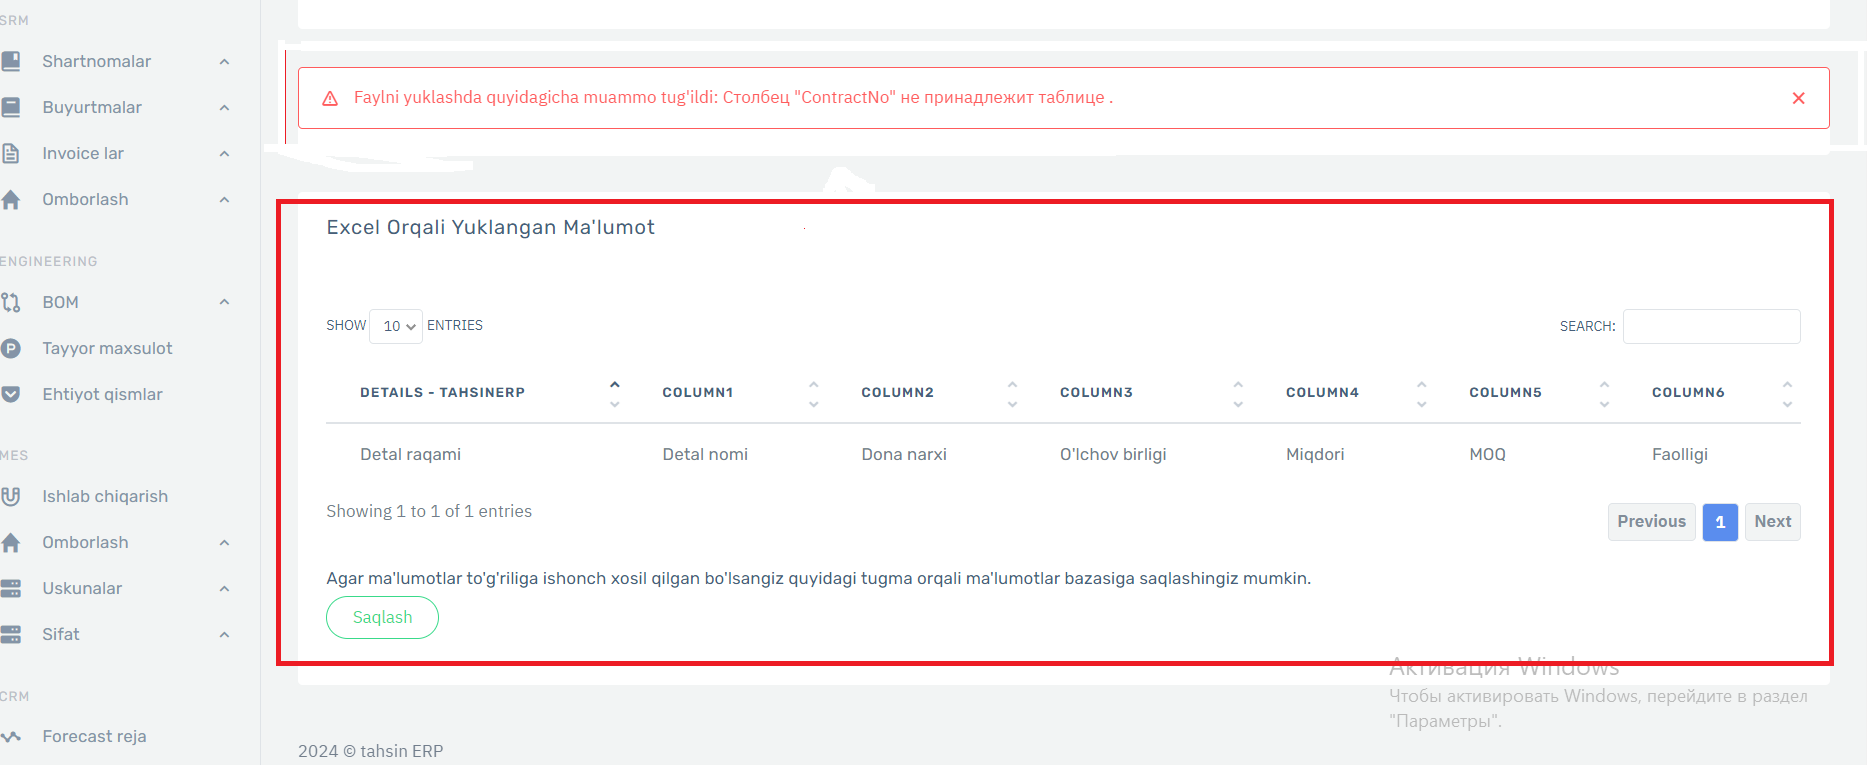 SRM
Shartnomalar
Buyurtmalar
Invoice lar
Omborlash
ENGINEERING
BOM
Tayyor maxsulot
Ehtiyot qismlar
MES
Ishlab chiqarish
Omborlash
Uskunalar
Sifat
CRM
Forecast reja
Faylni yuklashda quyidagicha muammo tug'ildi: Столбец "ContractNo" не принадлежит таблице .
Excel Orqali Yuklangan Ma'lumot
SHOW 10 ENTRIES SEARCH:
DETAILS - TAHSINERP COLUMN1 COLUMN2 COLUMN3 COLUMN4 COLUMN5 COLUMN6
Detal raqami Detal nomi Dona narxi O'lchov birligi Miqdori MOQ Faolligi
Showing 1 to 1 of 1 entries Previous 1 Next
Agar ma'lumotlar to'g'riliga ishonch xosil qilgan bo'lsangiz quyidagi tugma orqali ma'lumotlar bazasiga saqlashingiz mumkin.
Saqlash
Активация Windows
Чтобы активировать Windows, перейдите в раздел
"Параметры".
2024 © tahsin ERP